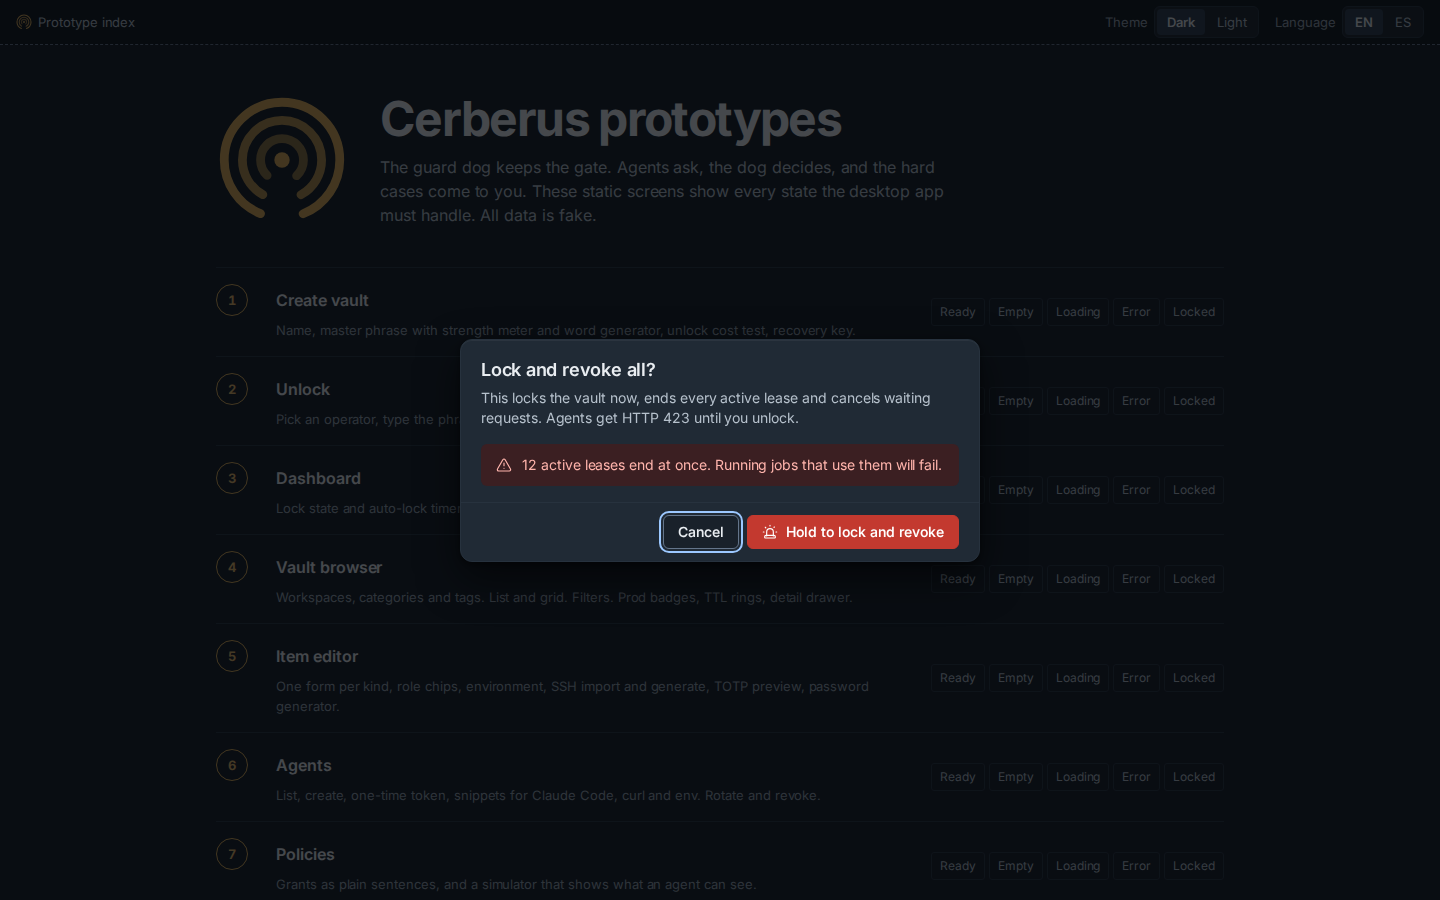 Prototype index
Theme Dark Light Language EN ES
Cerberus prototypes
The guard dog keeps the gate. Agents ask, the dog decides, and the hard
cases come to you. These static screens show every state the desktop app
must handle. All data is fake.
1 Create vault
Name, master phrase with strength meter and word generator, unlock cost test, recovery key.
Ready Empty Loading Error Locked
Lock and revoke all?
This locks the vault now, ends every active lease and cancels waiting
requests. Agents get HTTP 423 until you unlock.
12 active leases end at once. Running jobs that use them will fail.
Cancel Hold to lock and revoke
2 Unlock
Pick an operator, type the
Empty Loading Error Locked
3 Dashboard
Lock state and auto-lock
Empty Loading Error Locked
4 Vault browser
Workspaces, categories and tags. List and grid. Filters. Prod badges, TTL rings, detail drawer.
Ready Empty Loading Error Locked
5 Item editor
One form per kind, role chips, environment, SSH import and generate, TOTP preview, password
generator.
Ready Empty Loading Error Locked
6 Agents
List, create, one-time token, snippets for Claude Code, curl and env. Rotate and revoke.
Ready Empty Loading Error Locked
7 Policies
Grants as plain sentences, and a simulator that shows what an agent can see.
Ready Empty Loading Error Locked